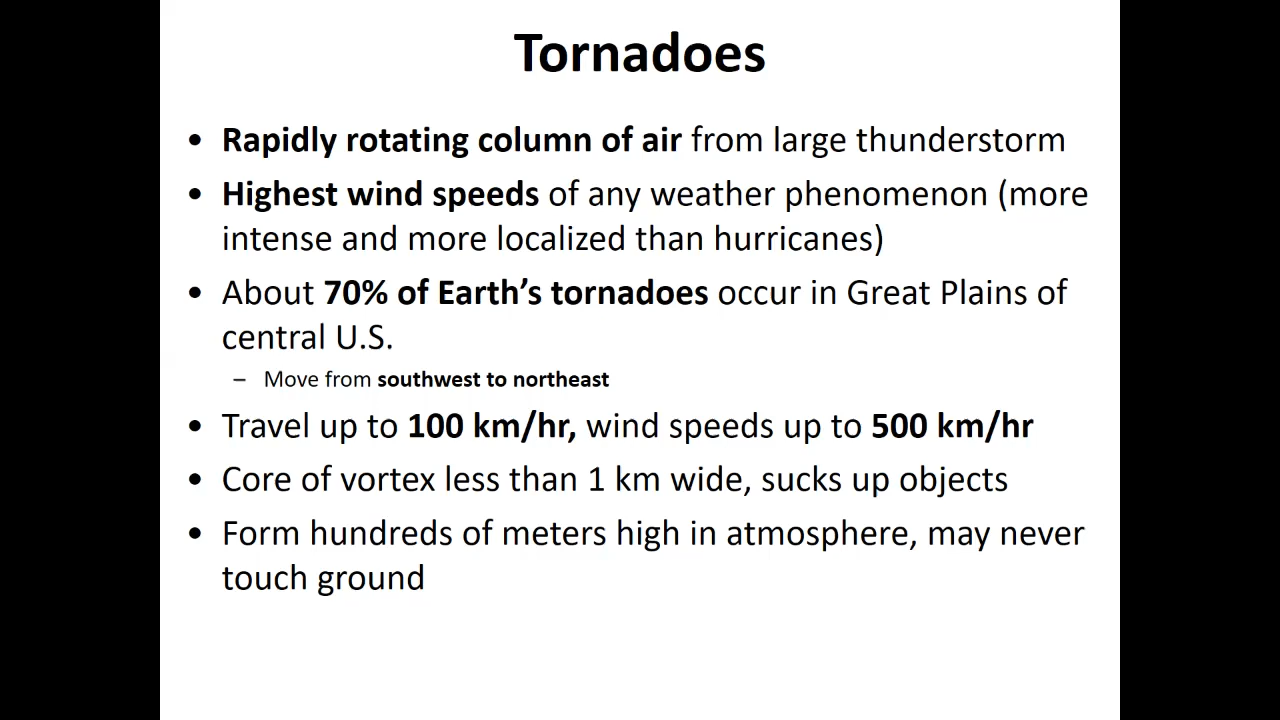 Tornadoes
• Rapidly rotating column of air from large thunderstorm
• Highest wind speeds of any weather phenomenon (more
intense and more localized than hurricanes)
• About 70% of Earth’s tornadoes occur in Great Plains of
central U.S.
– Move from southwest to northeast
• Travel up to 100 km/hr, wind speeds up to 500 km/hr
• Core of vortex less than 1 km wide, sucks up objects
• Form hundreds of meters high in atmosphere, may never
touch ground